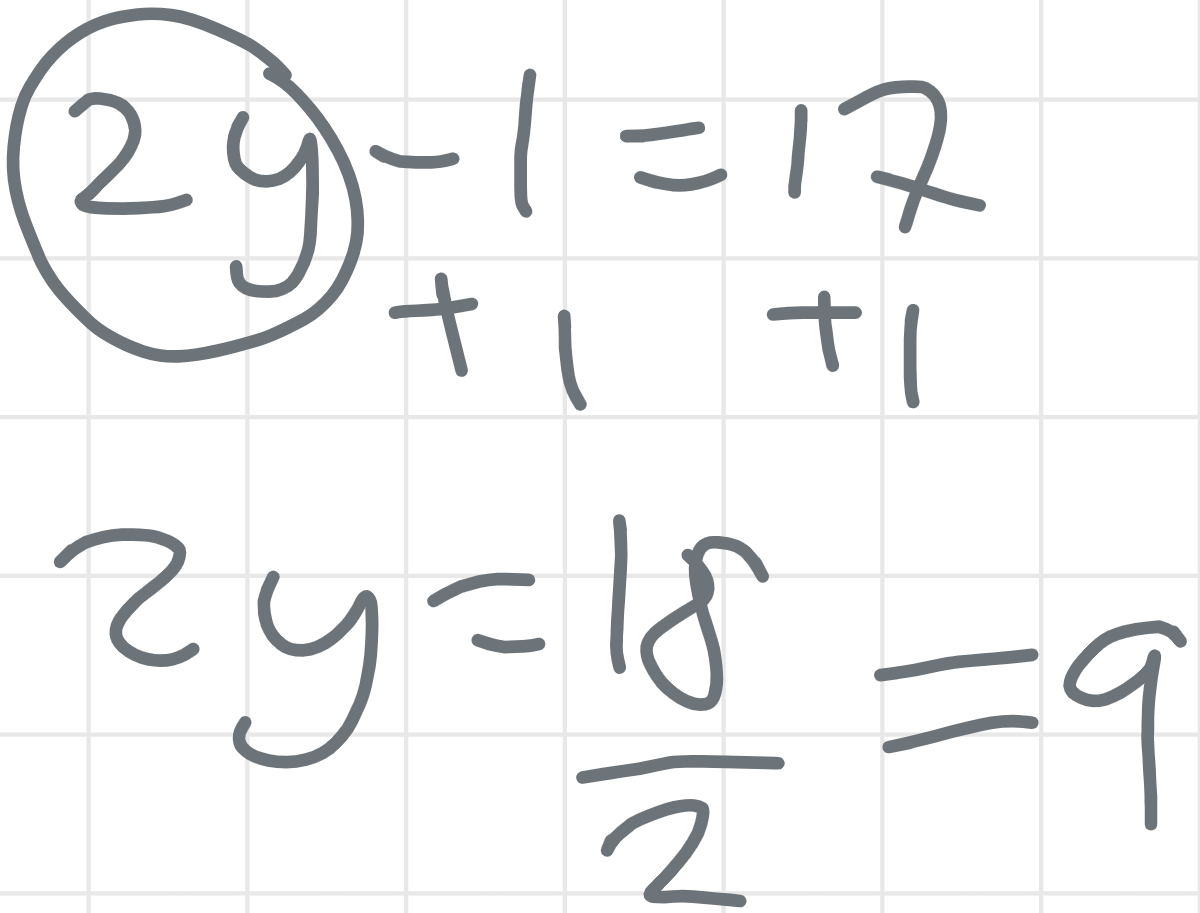 2y - 1 = 17
+ 1 + 1
2y = 18/2 = 9